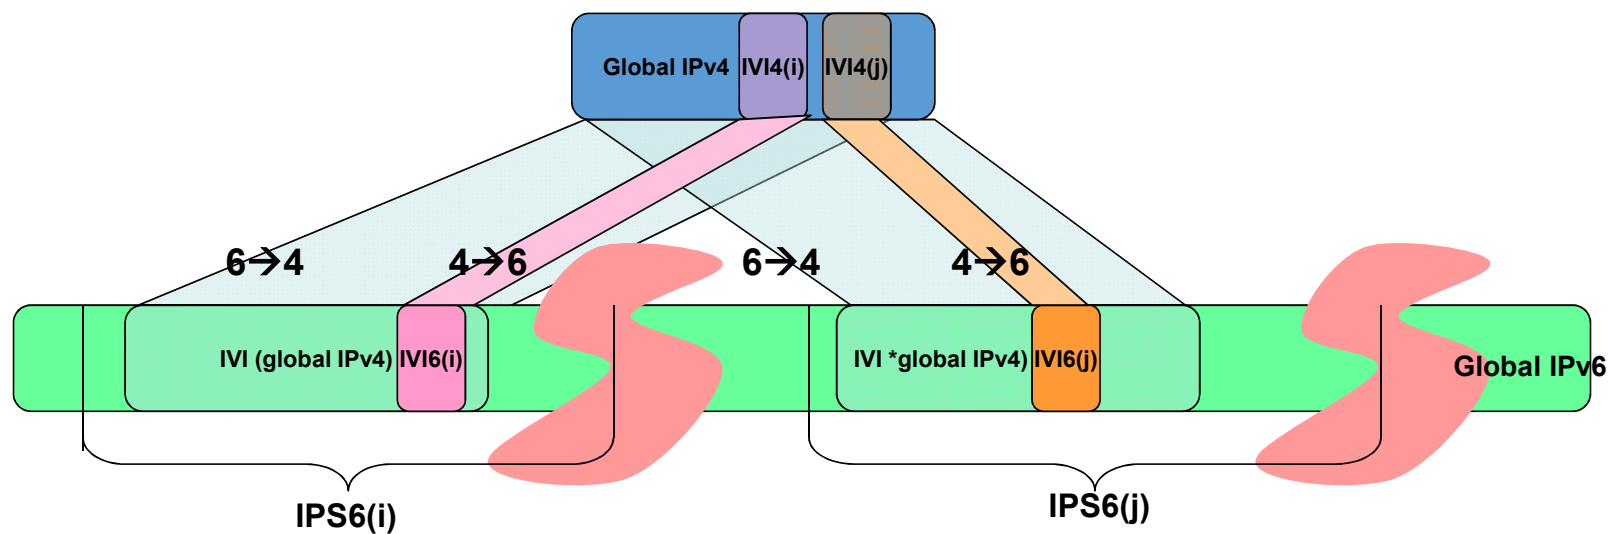 Global IPv4 IVI4(i) IVI4(j)
6→4 4→6 6→4 4→6
IVI (global IPv4) IVI6(i) IVI *global IPv4) IVI6(j) Global IPv6
IPS6(i) IPS6(j)